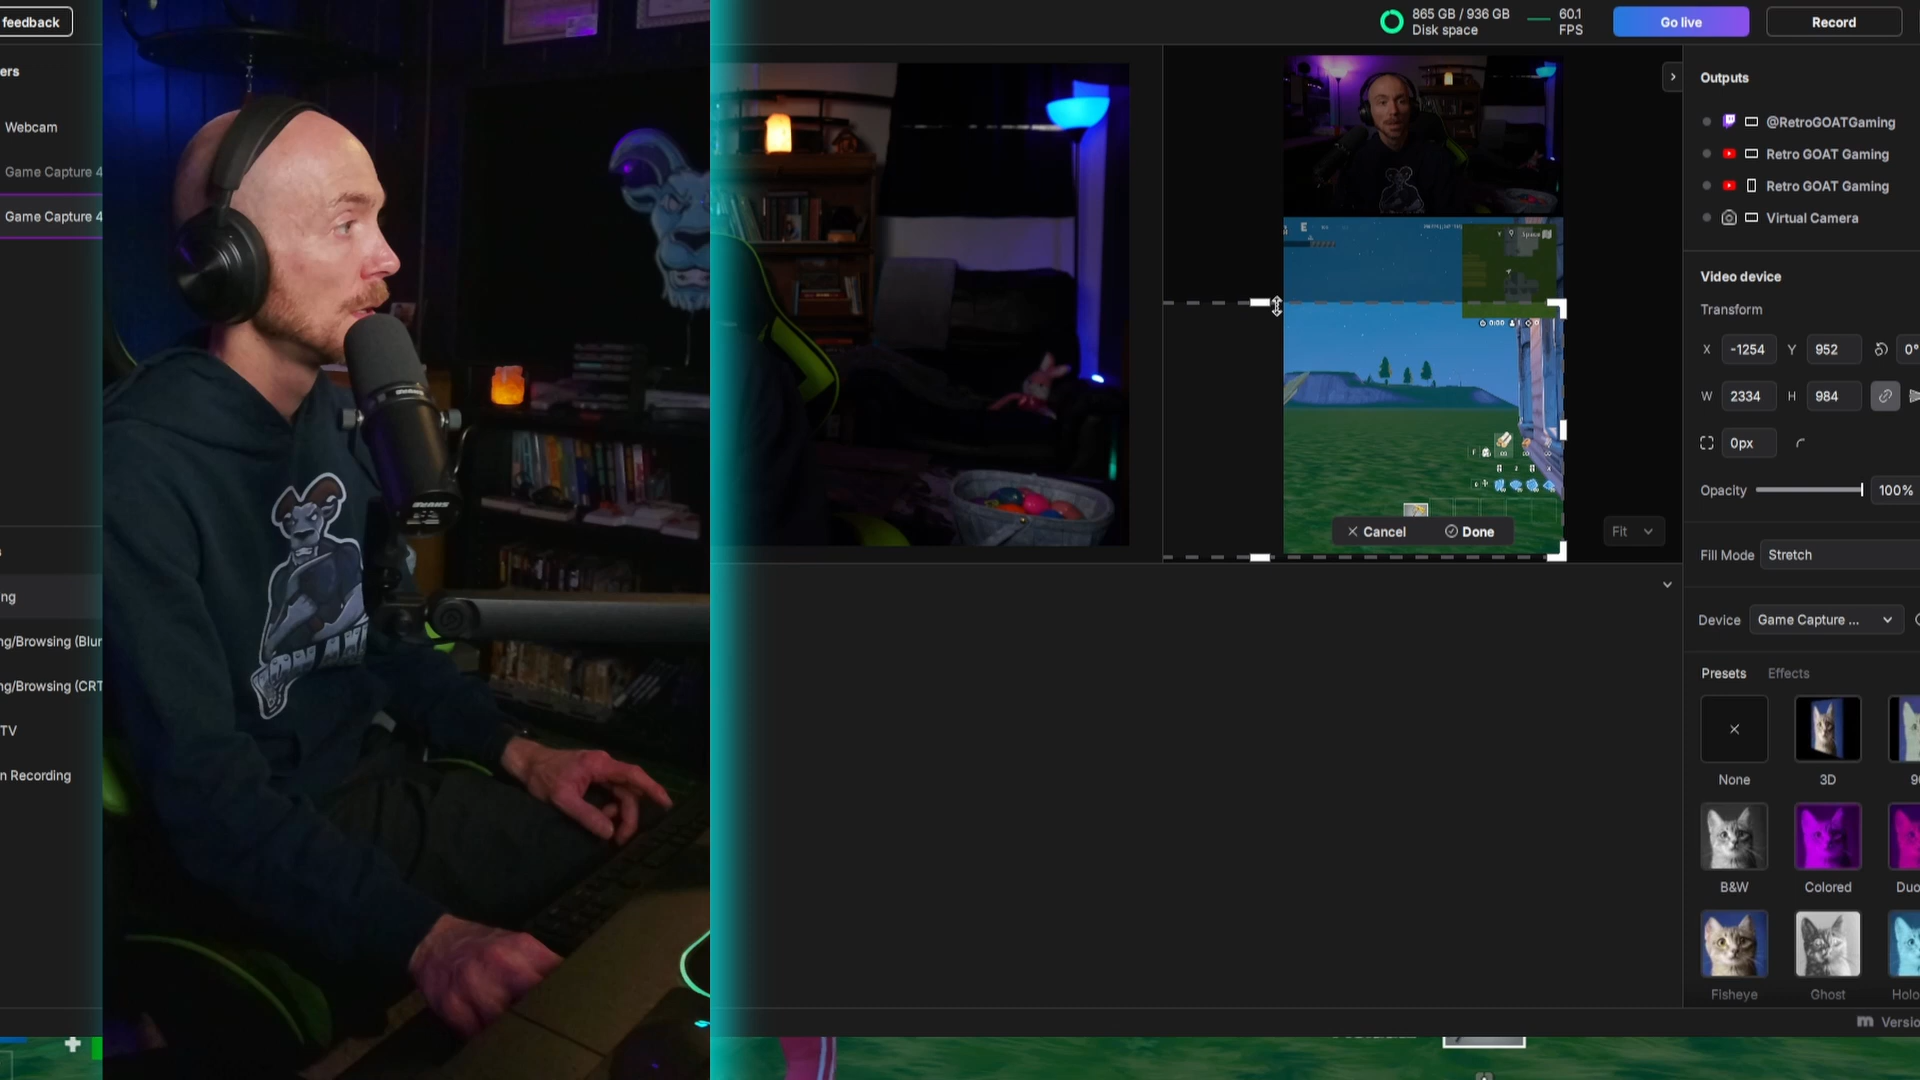 feedback
865 GB / 936 GB
Disk space
60.1
FPS
Go live
Record
ers
Outputs
Webcam
@RetroGOATGaming
Retro GOAT Gaming
Game Capture 4
Retro GOAT Gaming
Game Capture 4
Virtual Camera
Video device
Transform
X -1254 Y 952 0°
W 2334 H 984
0px
Opacity 100%
Cancel Done
Fit
s
Fill Mode Stretch
ng
Device Game Capture ...
ng/Browsing (Blur
Presets Effects
ng/Browsing (CRT
TV
n Recording
None 3D 9
B&W Colored Duo
Fisheye Ghost Holo
Versio